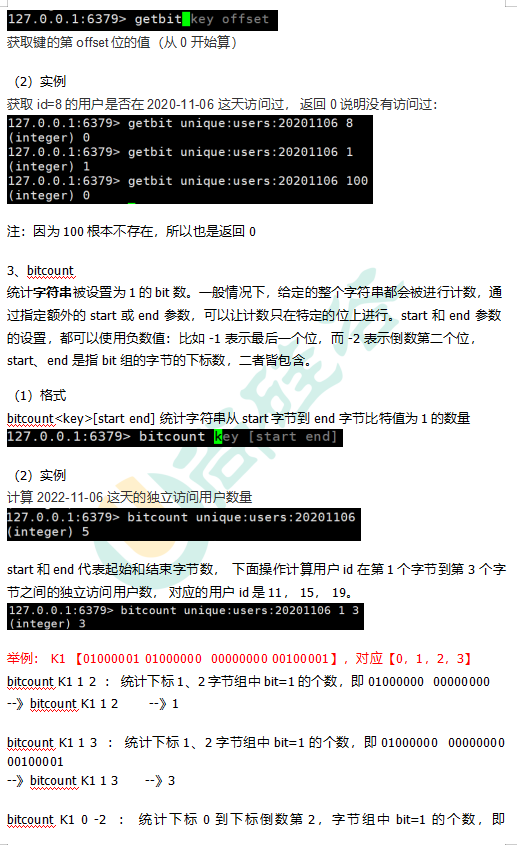 127.0.0.1:6379> getbit key offset
获取键的第 offset 位的值（从 0 开始算）
（2）实例
获取 id=8 的用户是否在 2020-11-06 这天访问过， 返回 0 说明没有访问过：
127.0.0.1:6379> getbit unique:users:20201106 8
(integer) 0
127.0.0.1:6379> getbit unique:users:20201106 1
(integer) 1
127.0.0.1:6379> getbit unique:users:20201106 100
(integer) 0
注：因为 100 根本不存在，所以也是返回 0
3、bitcount
统计字符串被设置为 1 的 bit 数。一般情况下，给定的整个字符串都会被进行计数，通
过指定额外的 start 或 end 参数，可以让计数只在特定的位上进行。start 和 end 参数
的设置，都可以使用负数值：比如 -1 表示最后一个位，而 -2 表示倒数第二个位，
start、end 是指 bit 组的字节的下标数，二者皆包含。
（1）格式
bitcount<key>[start end] 统计字符串从 start 字节到 end 字节比特值为 1 的数量
127.0.0.1:6379> bitcount key [start end]
（2）实例
计算 2022-11-06 这天的独立访问用户数量
127.0.0.1:6379> bitcount unique:users:20201106
(integer) 5
start 和 end 代表起始和结束字节数， 下面操作计算用户 id 在第 1 个字节到第 3 个字
节之间的独立访问用户数， 对应的用户 id 是 11， 15， 19。
127.0.0.1:6379> bitcount unique:users:20201106 1 3
(integer) 3
举例： K1 【01000001 01000000 00000000 00100001】，对应【0，1，2，3】
bitcount K1 1 2 ： 统计下标 1、2 字节组中 bit=1 的个数，即 01000000 00000000
--》bitcount K1 1 2 --》1
bitcount K1 1 3 ： 统计下标 1、2 字节组中 bit=1 的个数，即 01000000 00000000
00100001
--》bitcount K1 1 3 --》3
bitcount K1 0 -2 ： 统计下标 0 到下标倒数第 2，字节组中 bit=1 的个数，即
尚硅谷